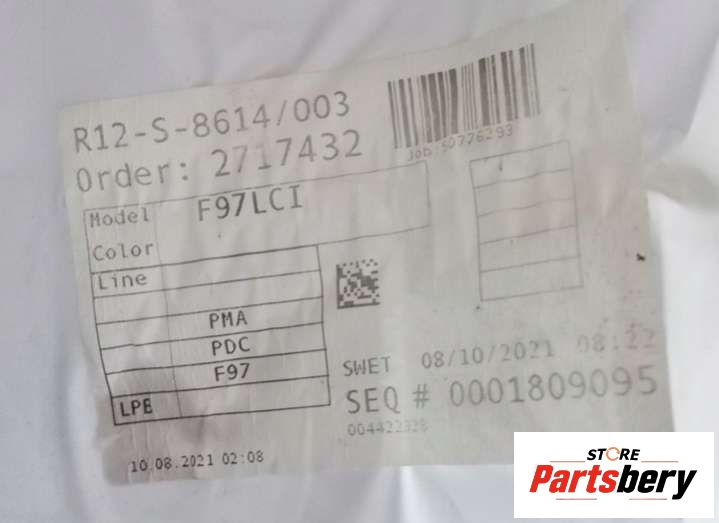 R12-S-8614/003
Order: 2717432
Job:50776293
Model F97LCI
Color
Line
PMA
PDC
F97
LPE
SWET 08/10/2021 08:22
SEQ # 0001809095
10.08.2021 02:08
STORE
Partsbery